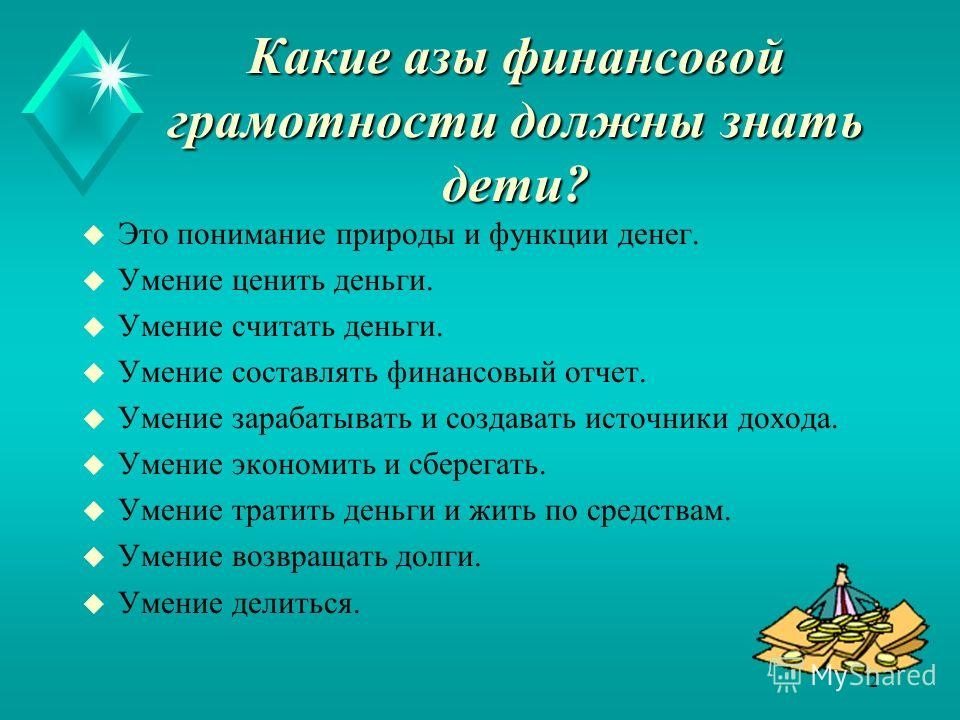 Какие азы финансовой
грамотности должны знать
дети?
Это понимание природы и функции денег.
Умение ценить деньги.
Умение считать деньги.
Умение составлять финансовый отчет.
Умение зарабатывать и создавать источники дохода.
Умение экономить и сберегать.
Умение тратить деньги и жить по средствам.
Умение возвращать долги.
Умение делиться.
MyShared
2